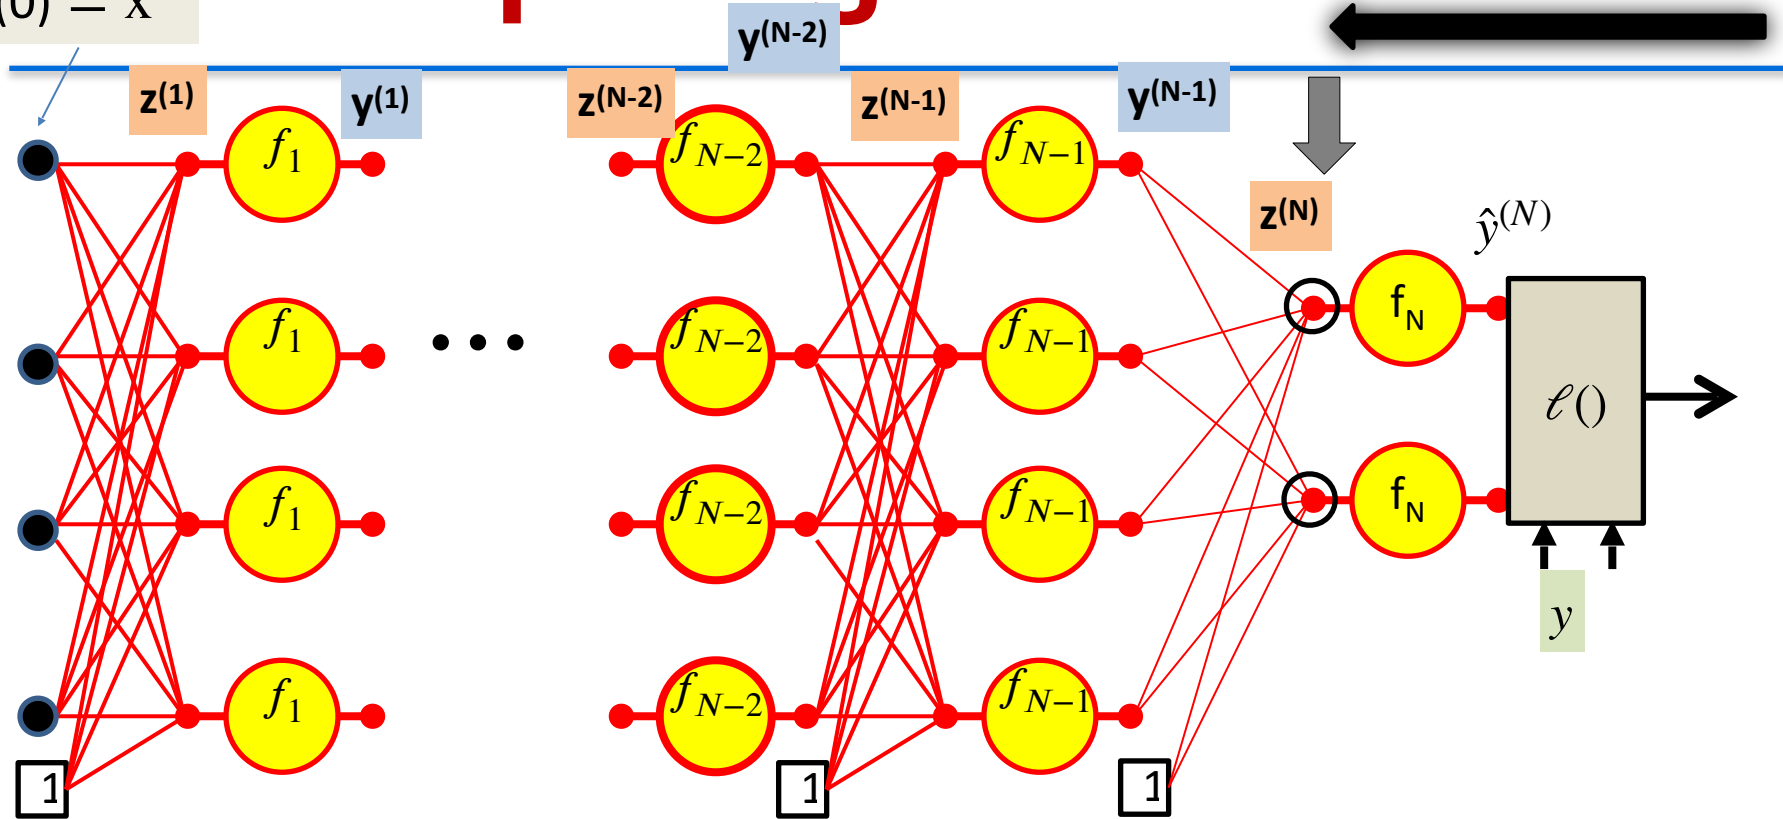 (0) = x
y(N-2)
z(1)
y(1)
z(N-2)
z(N-1)
y(N-1)
z(N)
ŷ(N)
f1
fN−2
fN−1
fN
f1
fN−2
fN−1
ℓ()
f1
fN−2
fN−1
fN
y
f1
fN−2
fN−1
1
1
1